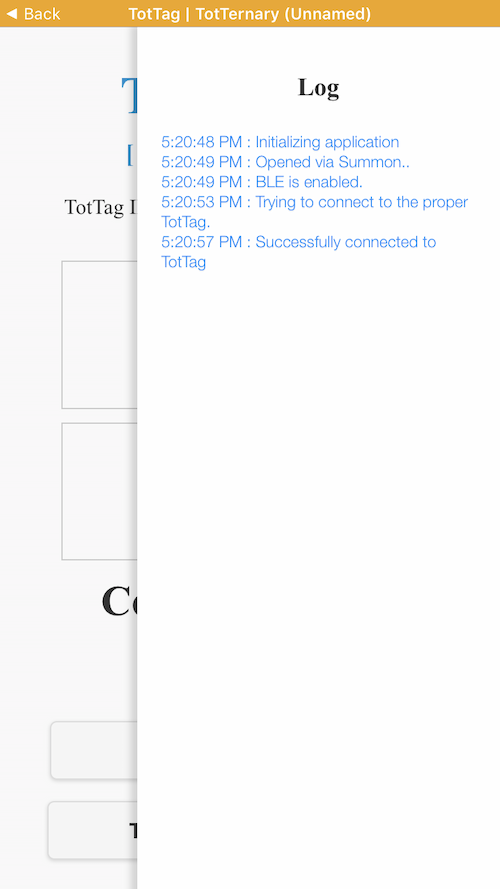 ◀ Back TotTag | TotTernary (Unnamed)
T
[
TotTag
Log
5:20:48 PM : Initializing application
5:20:49 PM : Opened via Summon..
5:20:49 PM : BLE is enabled.
5:20:53 PM : Trying to connect to the proper
TotTag.
5:20:57 PM : Successfully connected to
TotTag